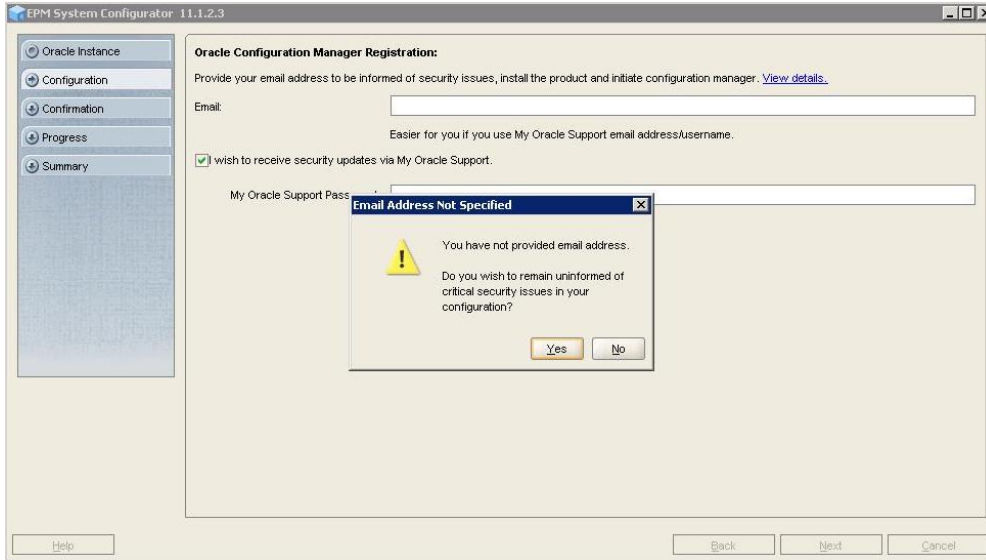 EPM System Configurator 11.1.2.3
Oracle Instance
Configuration
Confirmation
Progress
Summary
Oracle Configuration Manager Registration:
Provide your email address to be informed of security issues, install the product and initiate configuration manager. View details.
Email:
Easier for you if you use My Oracle Support email address/username.
I wish to receive security updates via My Oracle Support.
My Oracle Support Pass
Email Address Not Specified
You have not provided email address.
Do you wish to remain uninformed of
critical security issues in your
configuration?
Yes
No
Help
Back
Next
Cancel